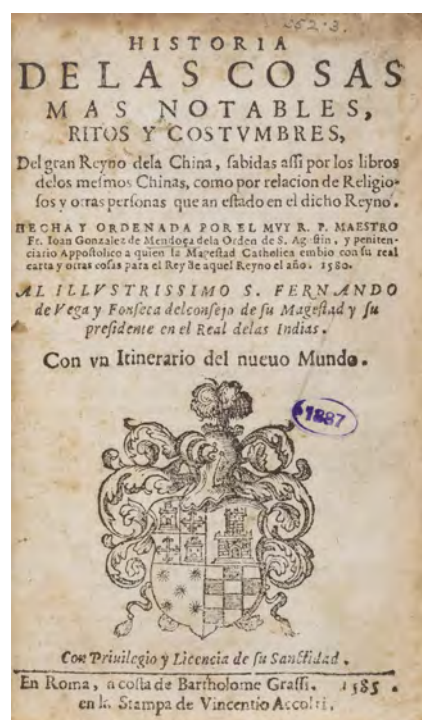 252.3.
HISTORIA
DE LAS COSAS
MAS NOTABLES,
RITOS Y COSTVMBRES,
Del gran Reyno dela China, ſabidas aſſi por los libros
delos meſmos Chinas, como por relacion de Religio-
ſos y otras perſonas que an eſtado en el dicho Reyno.
HECHA Y ORDENADA POR EL MVY R. P. MAESTRO
Fr. Ioan Gonzalez de Mendoça dela Orden de S. Aguſtin, y peniten-
ciario Appoſtolico a quien la Mageſtad Catholica embio con ſu real
carta y otras coſas para el Rey de aquel Reyno el año. 1580.
AL ILLVSTRISSIMO S. FERNANDO
de Vega y Fonſeca del conſejo de ſu Mageſtad y ſu
preſidente en el Real delas Indias.
Con vn Itinerario del nueuo Mundo.
61887
Con Priuilegio y Licencia de ſu Sanctidad.
En Roma, a coſta de Bartholome Graſſi. 1585.
en la Stampa de Vincentio Accolti.